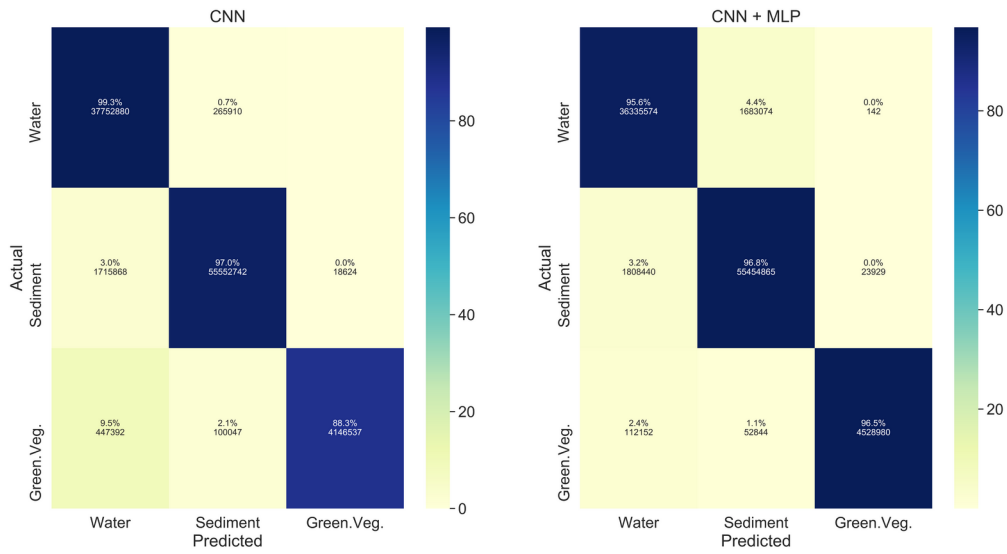 CNN
Water
Sediment
Green.Veg.
Actual
99.3%
37752880
0.7%
265910
3.0%
1715868
97.0%
55552742
0.0%
18624
9.5%
447392
2.1%
100047
88.3%
4146537
Water
Sediment
Green.Veg.
Predicted
80
60
40
20
0
CNN + MLP
Water
Sediment
Green.Veg.
Actual
95.6%
36335574
4.4%
1683074
0.0%
142
3.2%
1808440
96.8%
55454865
0.0%
23929
2.4%
112152
1.1%
52844
96.5%
4528980
Water
Sediment
Green.Veg.
Predicted
80
60
40
20